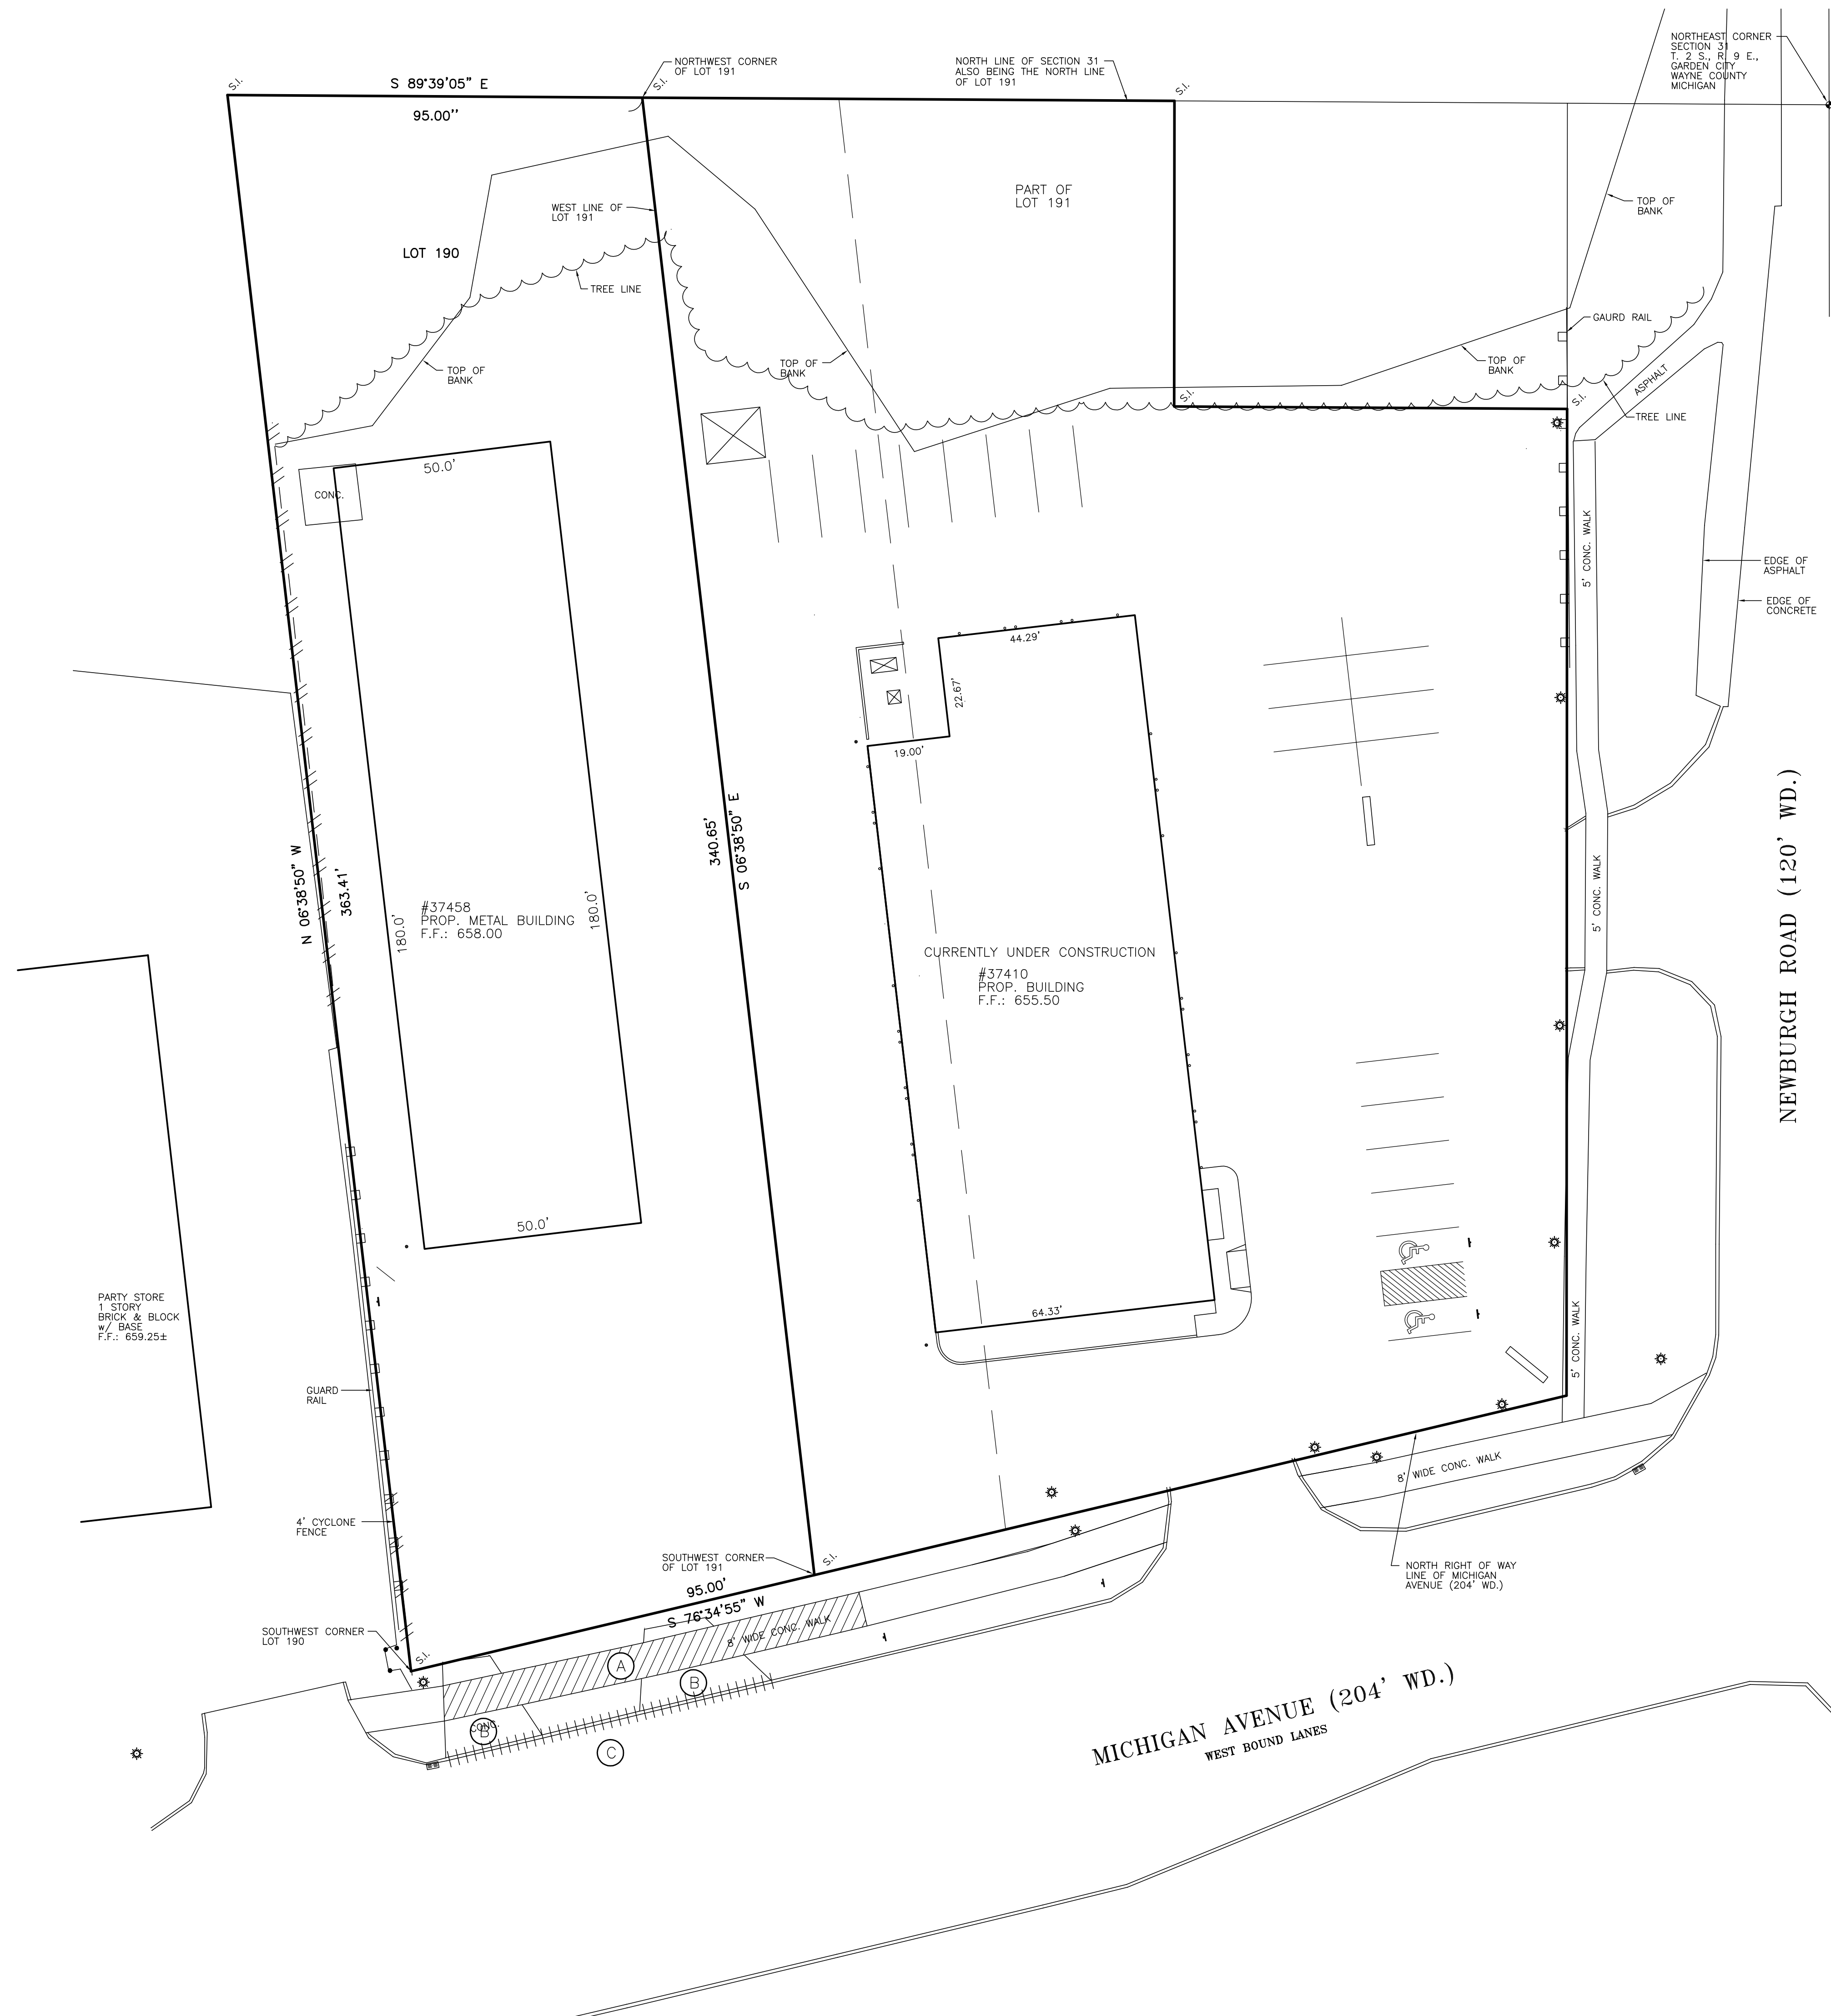 S.I.
S 89°39'05" E
95.00''
S.I.
NORTHWEST CORNER
OF LOT 191
NORTH LINE OF SECTION 31
ALSO BEING THE NORTH LINE
OF LOT 191
S.I.
NORTHEAST CORNER
SECTION 31
T. 2 S., R. 9 E.,
GARDEN CITY
WAYNE COUNTY
MICHIGAN
WEST LINE OF
LOT 191
PART OF
LOT 191
TOP OF
BANK
LOT 190
TREE LINE
GAURD RAIL
TOP OF
BANK
TOP OF
BANK
TOP OF
BANK
ASPHALT
S.I.
S.I.
TREE LINE
50.0'
CONC.
5' CONC. WALK
EDGE OF
ASPHALT
EDGE OF
CONCRETE
44.29'
22.67'
19.00'
N 06°38'50" W
363.41'
340.65'
S 06°38'50" E
180.0'
#37458
PROP. METAL BUILDING
F.F.: 658.00
180.0'
CURRENTLY UNDER CONSTRUCTION
#37410
PROP. BUILDING
F.F.: 655.50
5' CONC. WALK
NEWBURGH ROAD (120' WD.)
50.0'
PARTY STORE
1 STORY
BRICK & BLOCK
w/ BASE
F.F.: 659.25±
64.33'
5' CONC. WALK
GUARD
RAIL
4' CYCLONE
FENCE
8' WIDE CONC. WALK
SOUTHWEST CORNER
OF LOT 191
S.I.
NORTH RIGHT OF WAY
LINE OF MICHIGAN
AVENUE (204' WD.)
95.00'
S 76°34'55" W
8' WIDE CONC. WALK
SOUTHWEST CORNER
LOT 190
S.I.
A
B
CONC.
B
C
MICHIGAN AVENUE (204' WD.)
WEST BOUND LANES